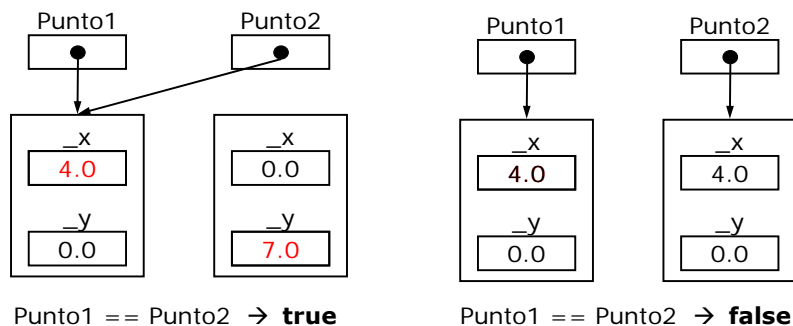 Punto1 Punto2 Punto1 Punto2
_x _x _x _x
4.0 0.0 4.0 4.0
_y _y _y _y
0.0 7.0 0.0 0.0
Punto1 == Punto2 → true Punto1 == Punto2 → false